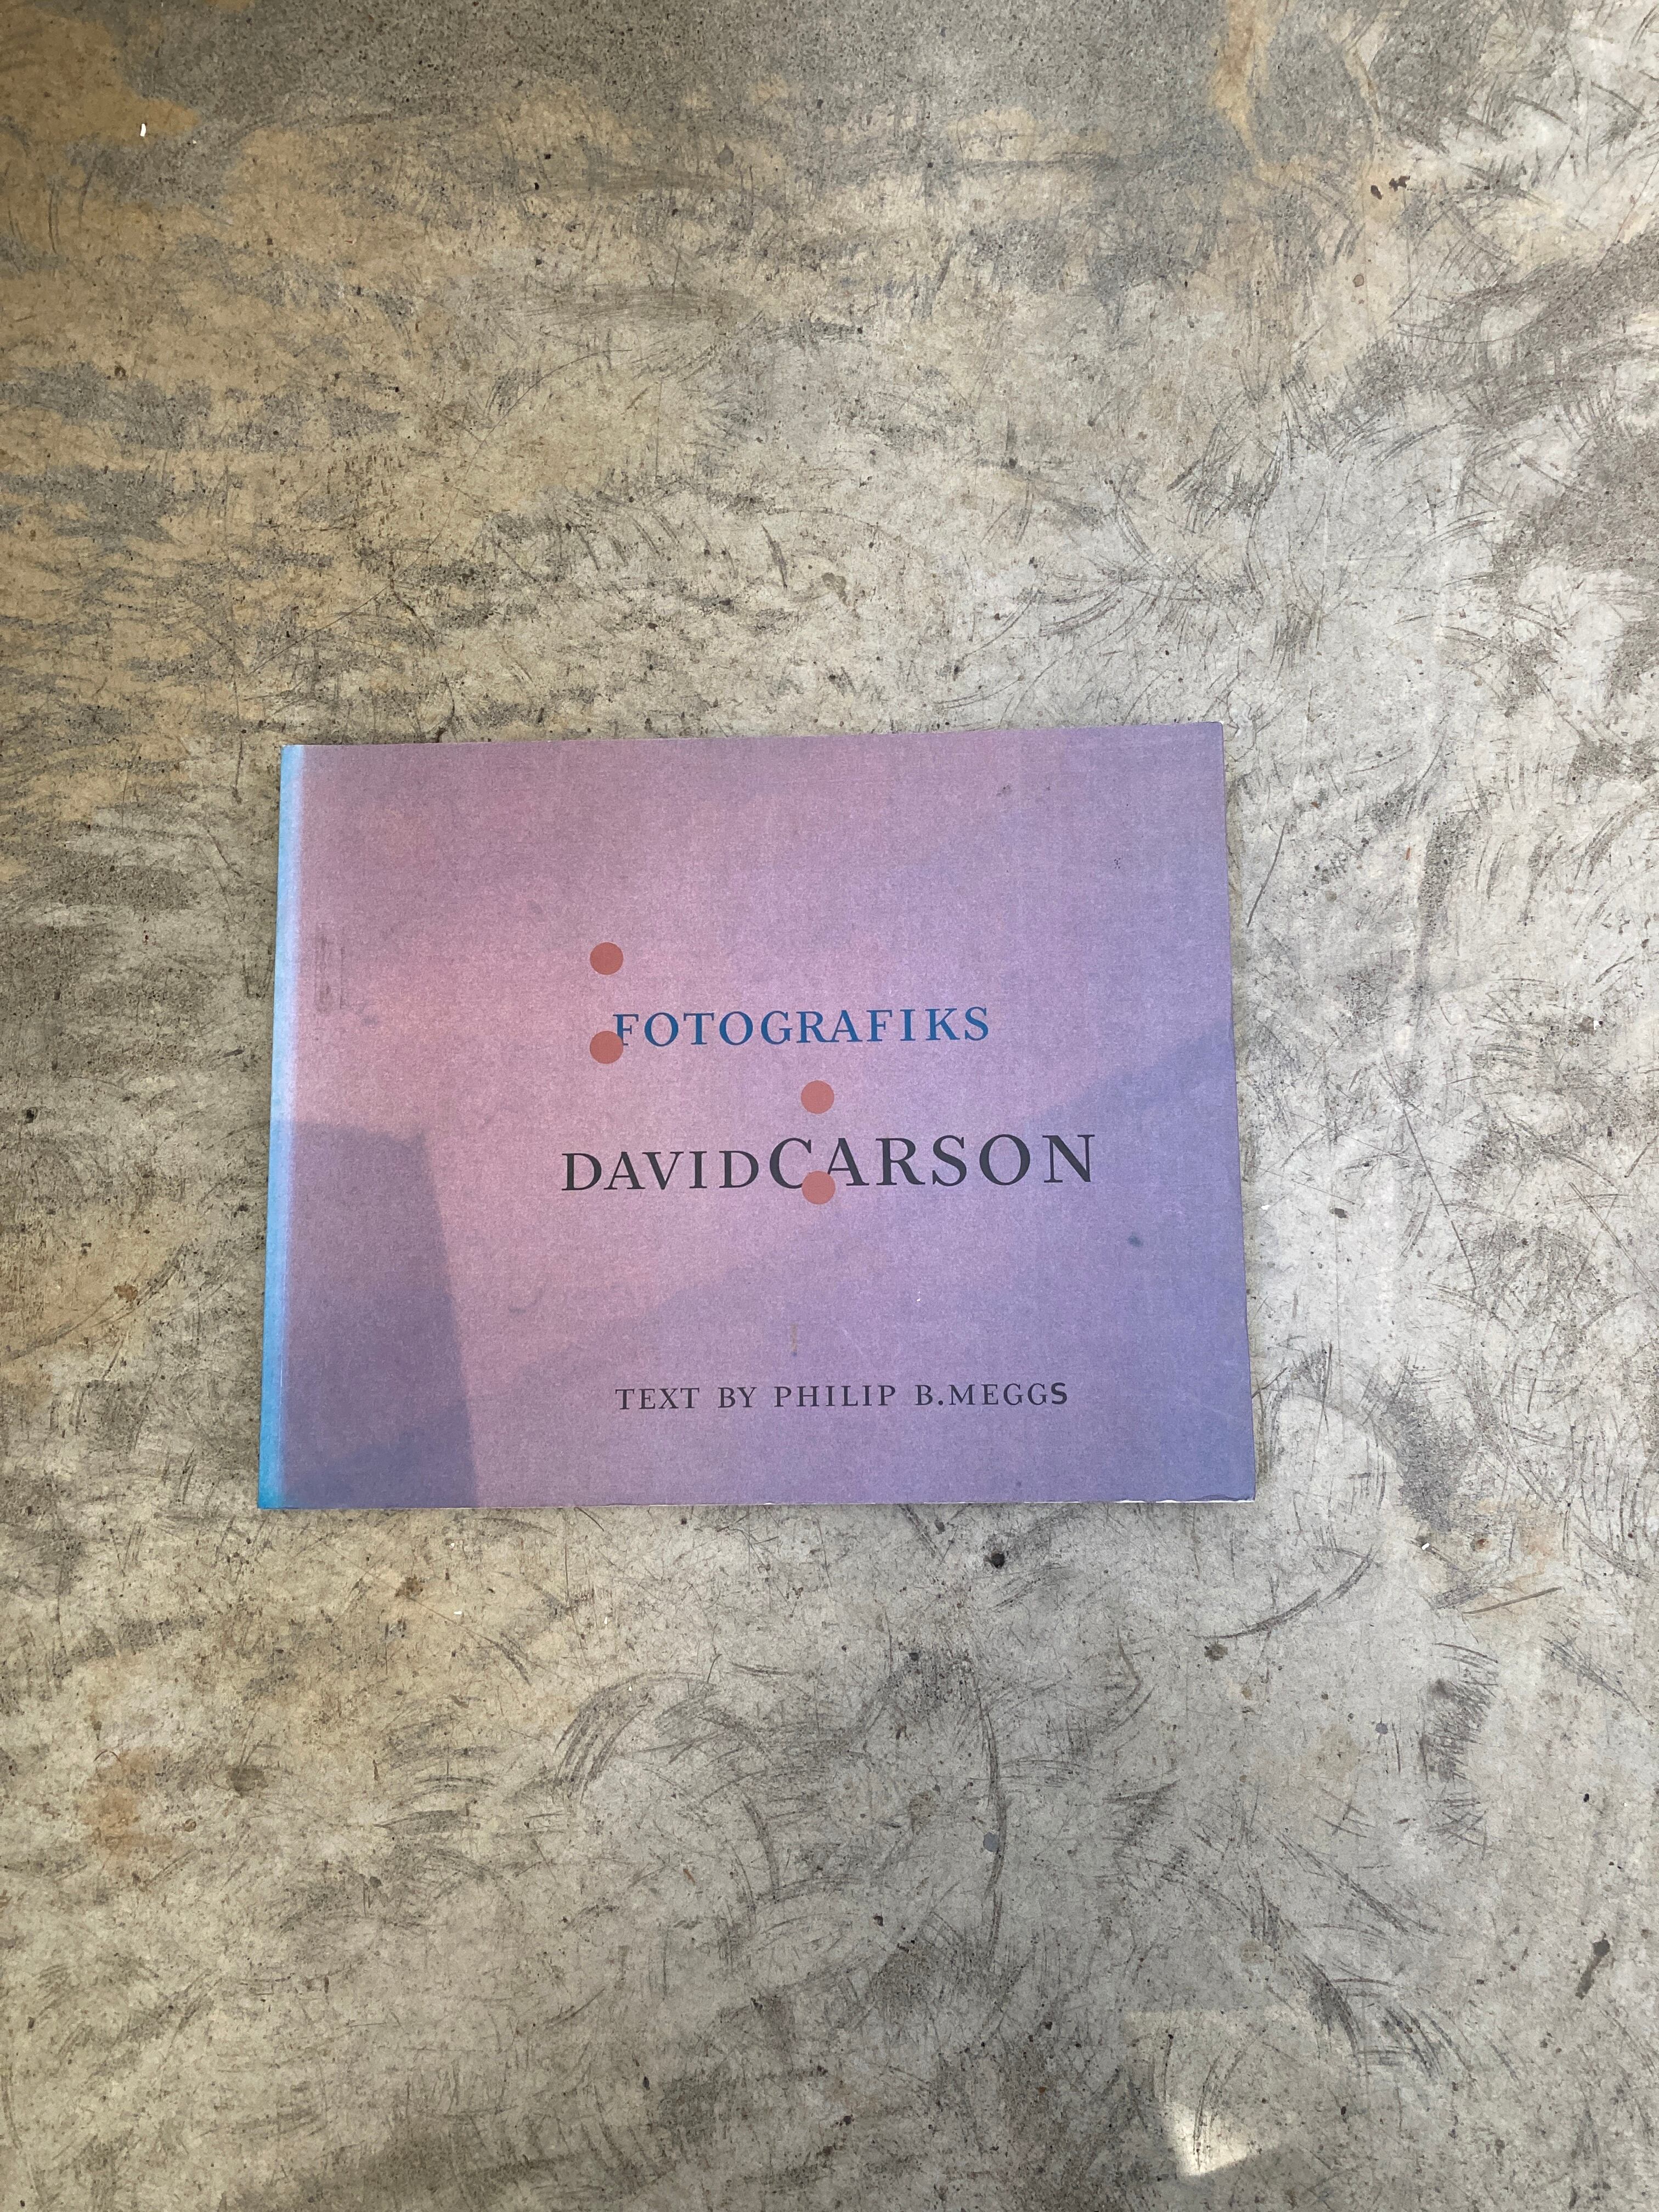 FOTOGRAFIKS
DAVIDCARSON
TEXT BY PHILIP B.MEGGS